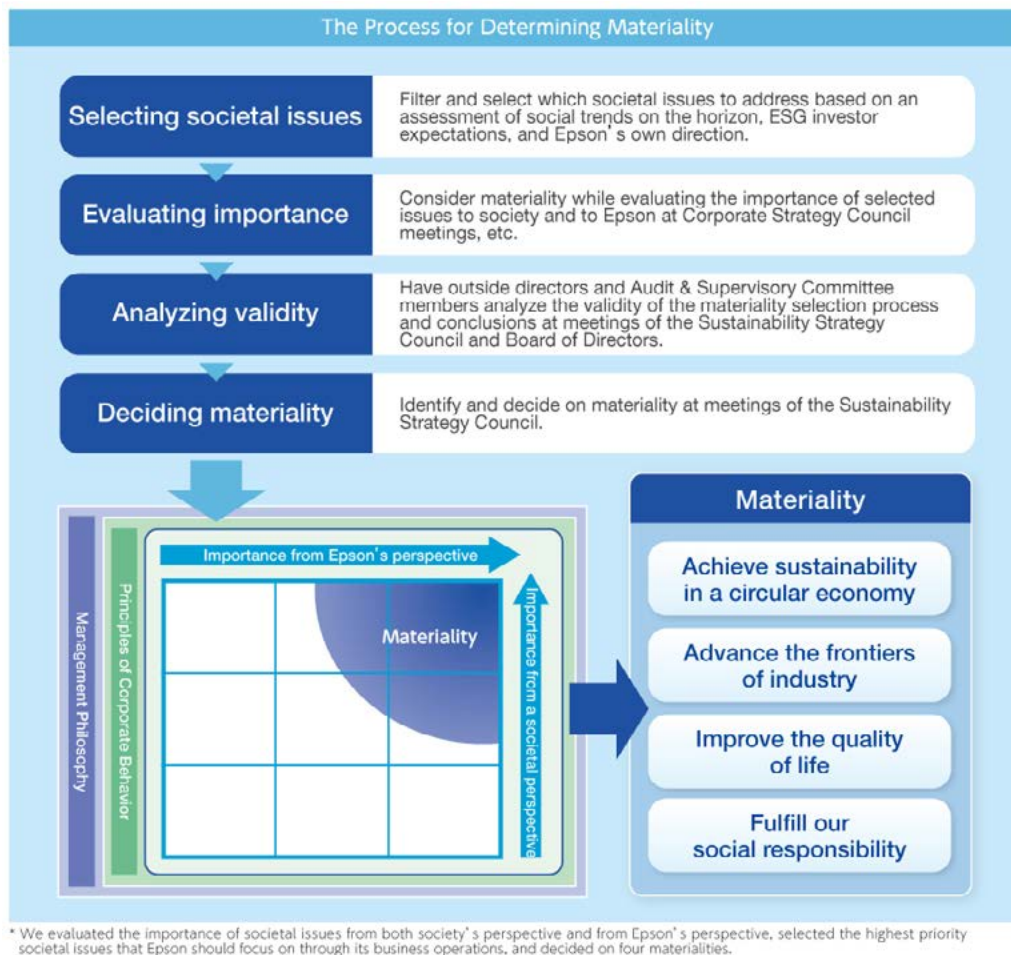 The Process for Determining Materiality
Selecting societal issues
Filter and select which societal issues to address based on an
assessment of social trends on the horizon, ESG investor
expectations, and Epson's own direction.
Evaluating importance
Consider materiality while evaluating the importance of selected
issues to society and to Epson at Corporate Strategy Council
meetings, etc.
Analyzing validity
Have outside directors and Audit & Supervisory Committee
members analyze the validity of the materiality selection process
and conclusions at meetings of the Sustainability Strategy
Council and Board of Directors.
Deciding materiality
Identify and decide on materiality at meetings of the Sustainability
Strategy Council.
Management Philosophy
Principles of Corporate Behavior
Importance from Epson's perspective
Materiality
Importance from a societal perspective
Materiality
Achieve sustainability
in a circular economy
Advance the frontiers
of industry
Improve the quality
of life
Fulfill our
social responsibility
* We evaluated the importance of societal issues from both society's perspective and from Epson's perspective, selected the highest priority
societal issues that Epson should focus on through its business operations, and decided on four materialities.